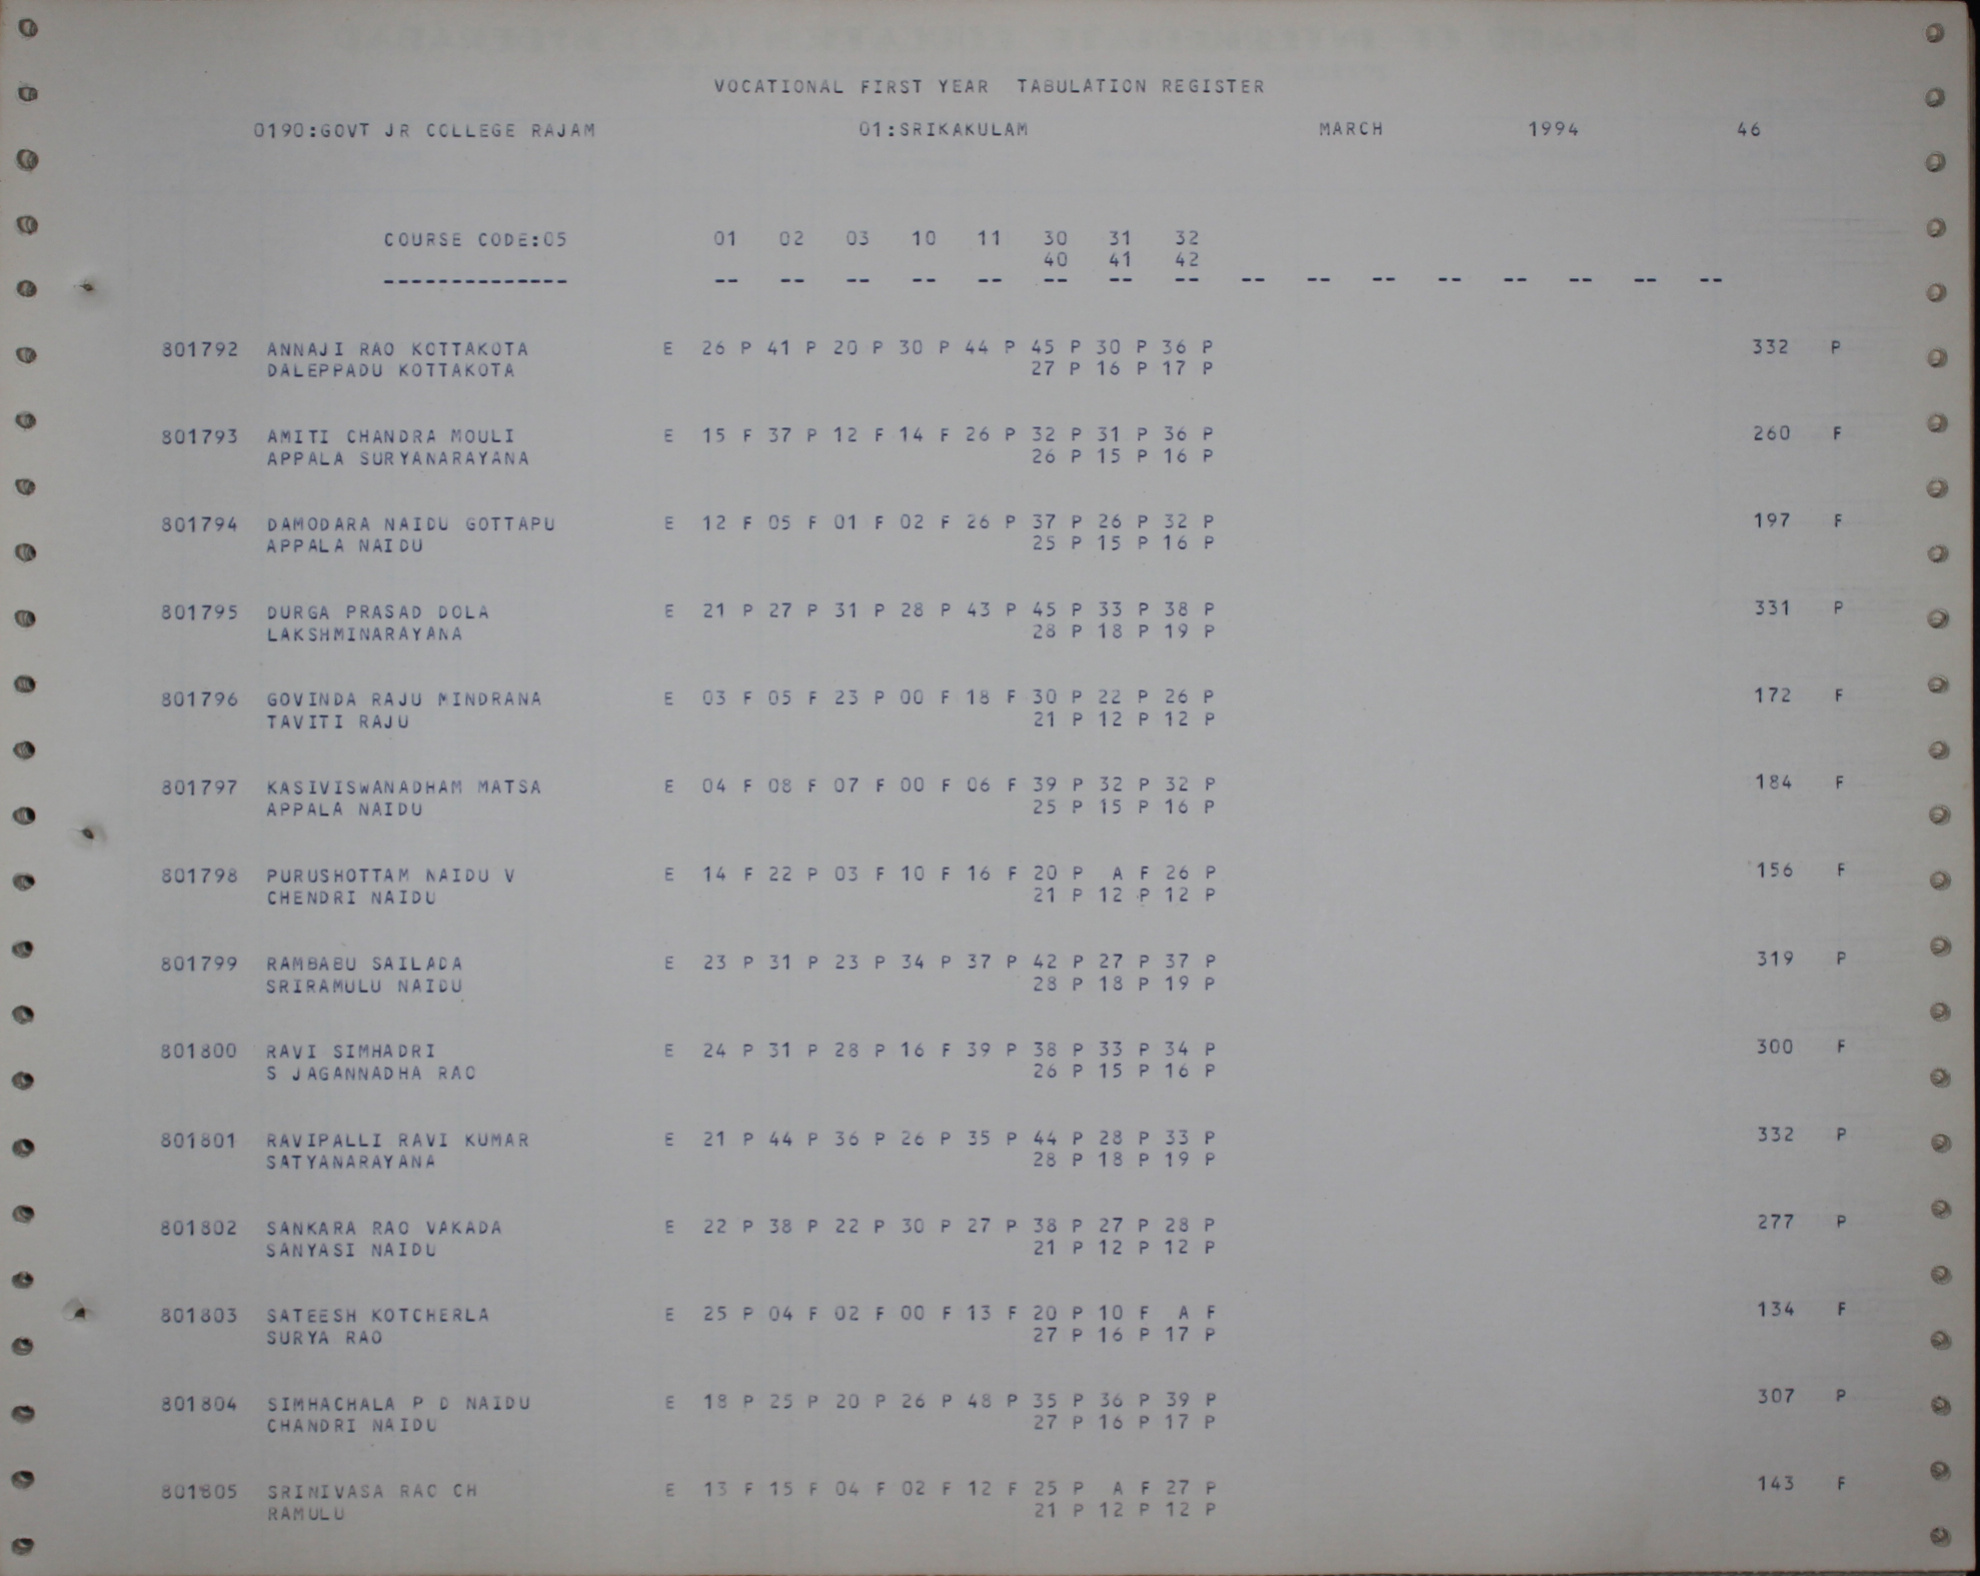 VOCATIONAL FIRST YEAR TABULATION REGISTER
0190:GOVT JR COLLEGE RAJAM 01:SRIKAKULAM MARCH 1994 46
COURSE CODE:05 01 02 03 10 11 30 31 32
40 41 42
-------------- -- -- -- -- -- -- -- -- -- -- -- -- -- -- -- --
801792 ANNAJI RAO KOTTAKOTA E 26 P 41 P 20 P 30 P 44 P 45 P 30 P 36 P 332 P
DALEPPADU KOTTAKOTA 27 P 16 P 17 P
801793 AMITI CHANDRA MOULI E 15 F 37 P 12 F 14 F 26 P 32 P 31 P 36 P 260 F
APPALA SURYANARAYANA 26 P 15 P 16 P
801794 DAMODARA NAIDU GOTTAPU E 12 F 05 F 01 F 02 F 26 P 37 P 26 P 32 P 197 F
APPALA NAIDU 25 P 15 P 16 P
801795 DURGA PRASAD DOLA E 21 P 27 P 31 P 28 P 43 P 45 P 33 P 38 P 331 P
LAKSHMINARAYANA 28 P 18 P 19 P
801796 GOVINDA RAJU MINDRANA E 03 F 05 F 23 P 00 F 18 F 30 P 22 P 26 P 172 F
TAVITI RAJU 21 P 12 P 12 P
801797 KASIVISWANADHAM MATSA E 04 F 08 F 07 F 00 F 06 F 39 P 32 P 32 P 184 F
APPALA NAIDU 25 P 15 P 16 P
801798 PURUSHOTTAM NAIDU V E 14 F 22 P 03 F 10 F 16 F 20 P A F 26 P 156 F
CHENDRI NAIDU 21 P 12 P 12 P
801799 RAMBABU SAILADA E 23 P 31 P 23 P 34 P 37 P 42 P 27 P 37 P 319 P
SRIRAMULU NAIDU 28 P 18 P 19 P
801800 RAVI SIMHADRI E 24 P 31 P 28 P 16 F 39 P 38 P 33 P 34 P 300 F
S JAGANNADHA RAO 26 P 15 P 16 P
801801 RAVIPALLI RAVI KUMAR E 21 P 44 P 36 P 26 P 35 P 44 P 28 P 33 P 332 P
SATYANARAYANA 28 P 18 P 19 P
801802 SANKARA RAO VAKADA E 22 P 38 P 22 P 30 P 27 P 38 P 27 P 28 P 277 P
SANYASI NAIDU 21 P 12 P 12 P
801803 SATEESH KOTCHERLA E 25 P 04 F 02 F 00 F 13 F 20 P 10 F A F 134 F
SURYA RAO 27 P 16 P 17 P
801804 SIMHACHALA P D NAIDU E 18 P 25 P 20 P 26 P 48 P 35 P 36 P 39 P 307 P
CHANDRI NAIDU 27 P 16 P 17 P
801805 SRINIVASA RAO CH E 13 F 15 F 04 F 02 F 12 F 25 P A F 27 P 143 F
RAMULU 21 P 12 P 12 P